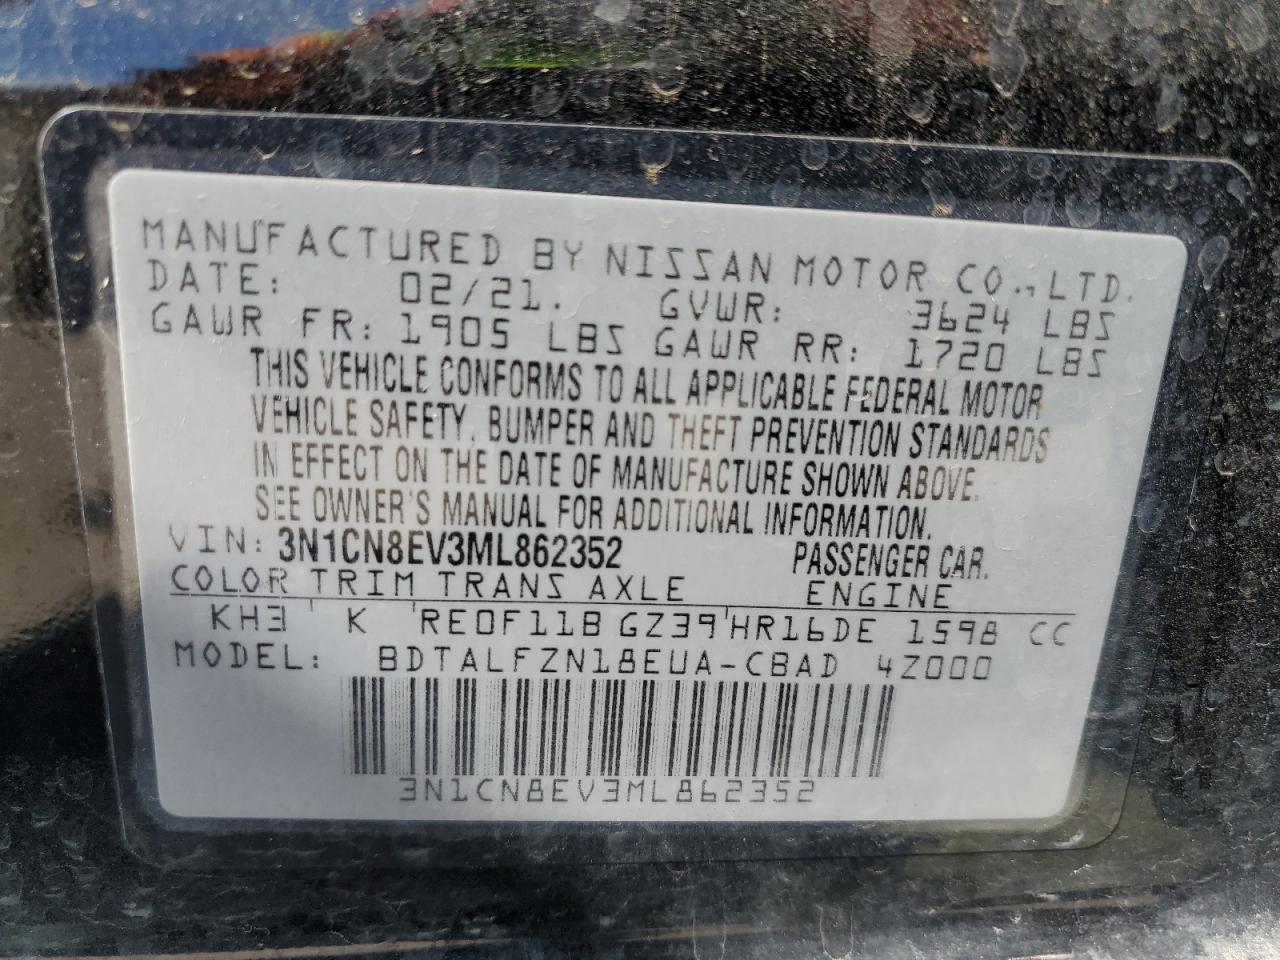 MANUFACTURED BY NISSAN MOTOR CO., LTD.
DATE: 02/21. GVWR: 3624 LBS
GAWR FR: 1905 LBS GAWR RR: 1720 LBS
THIS VEHICLE CONFORMS TO ALL APPLICABLE FEDERAL MOTOR
VEHICLE SAFETY, BUMPER AND THEFT PREVENTION STANDARDS
IN EFFECT ON THE DATE OF MANUFACTURE SHOWN ABOVE.
SEE OWNER'S MANUAL FOR ADDITIONAL INFORMATION.
VIN: 3N1CN8EV3ML862352 PASSENGER CAR.
COLOR TRIM TRANS AXLE ENGINE
KH3 K RE0F11B GZ39 HR16DE 1598 CC
MODEL: BDTALFZN18EUA-CBAD 4Z000
3N1CN8EV3ML862352